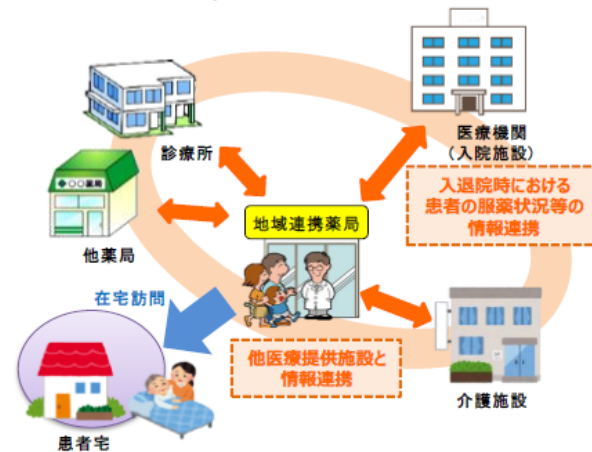 診療所
医療機関
（入院施設）
入退院時における
患者の服薬状況等の
情報連携
○○薬局
他薬局
地域連携薬局
在宅訪問
他医療提供施設と
情報連携
介護施設
患者宅